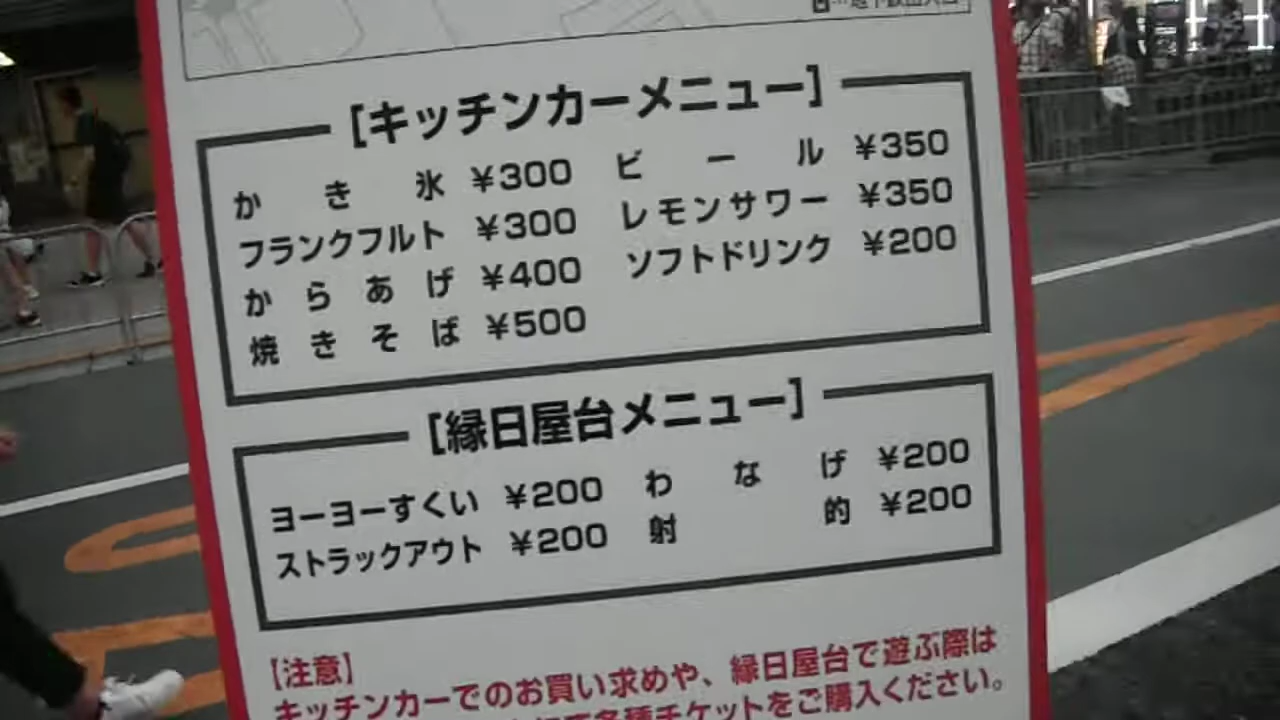 [キッチンカーメニュー]
かき氷 ¥300 ビール ¥350
フランクフルト ¥300 レモンサワー ¥350
からあげ ¥400 ソフトドリンク ¥200
焼きそば ¥500
[縁日屋台メニュー]
ヨーヨーすくい ¥200 わなげ ¥200
ストラックアウト ¥200 射的 ¥200
【注意】
キッチンカーでのお買い求めや、縁日屋台で遊ぶ際は
各種チケットをご購入ください。